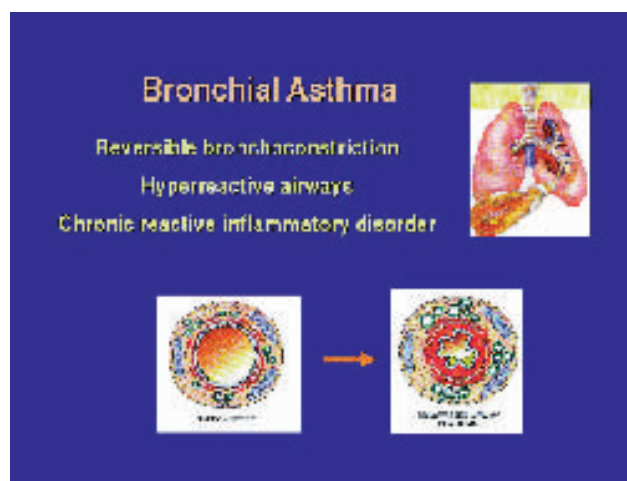 Bronchial Asthma
Reversible bronchoconstriction
Hyperreactive airways
Chronic reactive inflammatory disorder